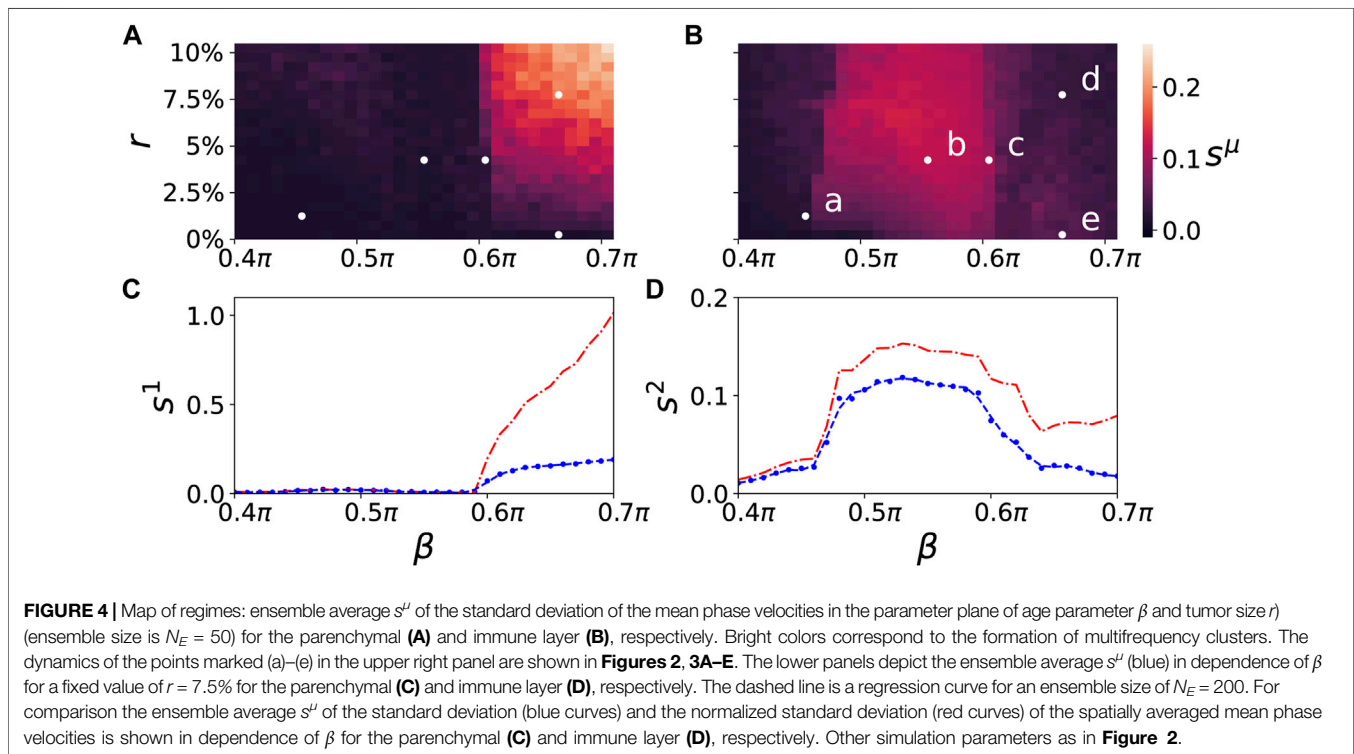 A
B
10%
7.5%
5%
2.5%
0%
r
0.4π
0.5π
0.6π
0.7π
a
b
c
d
e
0.4π
0.5π
0.6π
0.7π
0.2
0.1
0.0
sμ
C
D
1.0
0.5
0.0
s1
0.4π
0.5π
0.6π
0.7π
β
0.2
0.1
0.0
s2
0.4π
0.5π
0.6π
0.7π
β
FIGURE 4 | Map of regimes: ensemble average sμ of the standard deviation of the mean phase velocities in the parameter plane of age parameter β and tumor size r)
(ensemble size is NE = 50) for the parenchymal (A) and immune layer (B), respectively. Bright colors correspond to the formation of multifrequency clusters. The
dynamics of the points marked (a)–(e) in the upper right panel are shown in Figures 2, 3A–E. The lower panels depict the ensemble average sμ (blue) in dependence of β
for a fixed value of r = 7.5% for the parenchymal (C) and immune layer (D), respectively. The dashed line is a regression curve for an ensemble size of NE = 200. For
comparison the ensemble average sμ of the standard deviation (blue curves) and the normalized standard deviation (red curves) of the spatially averaged mean phase
velocities is shown in dependence of β for the parenchymal (C) and immune layer (D), respectively. Other simulation parameters as in Figure 2.